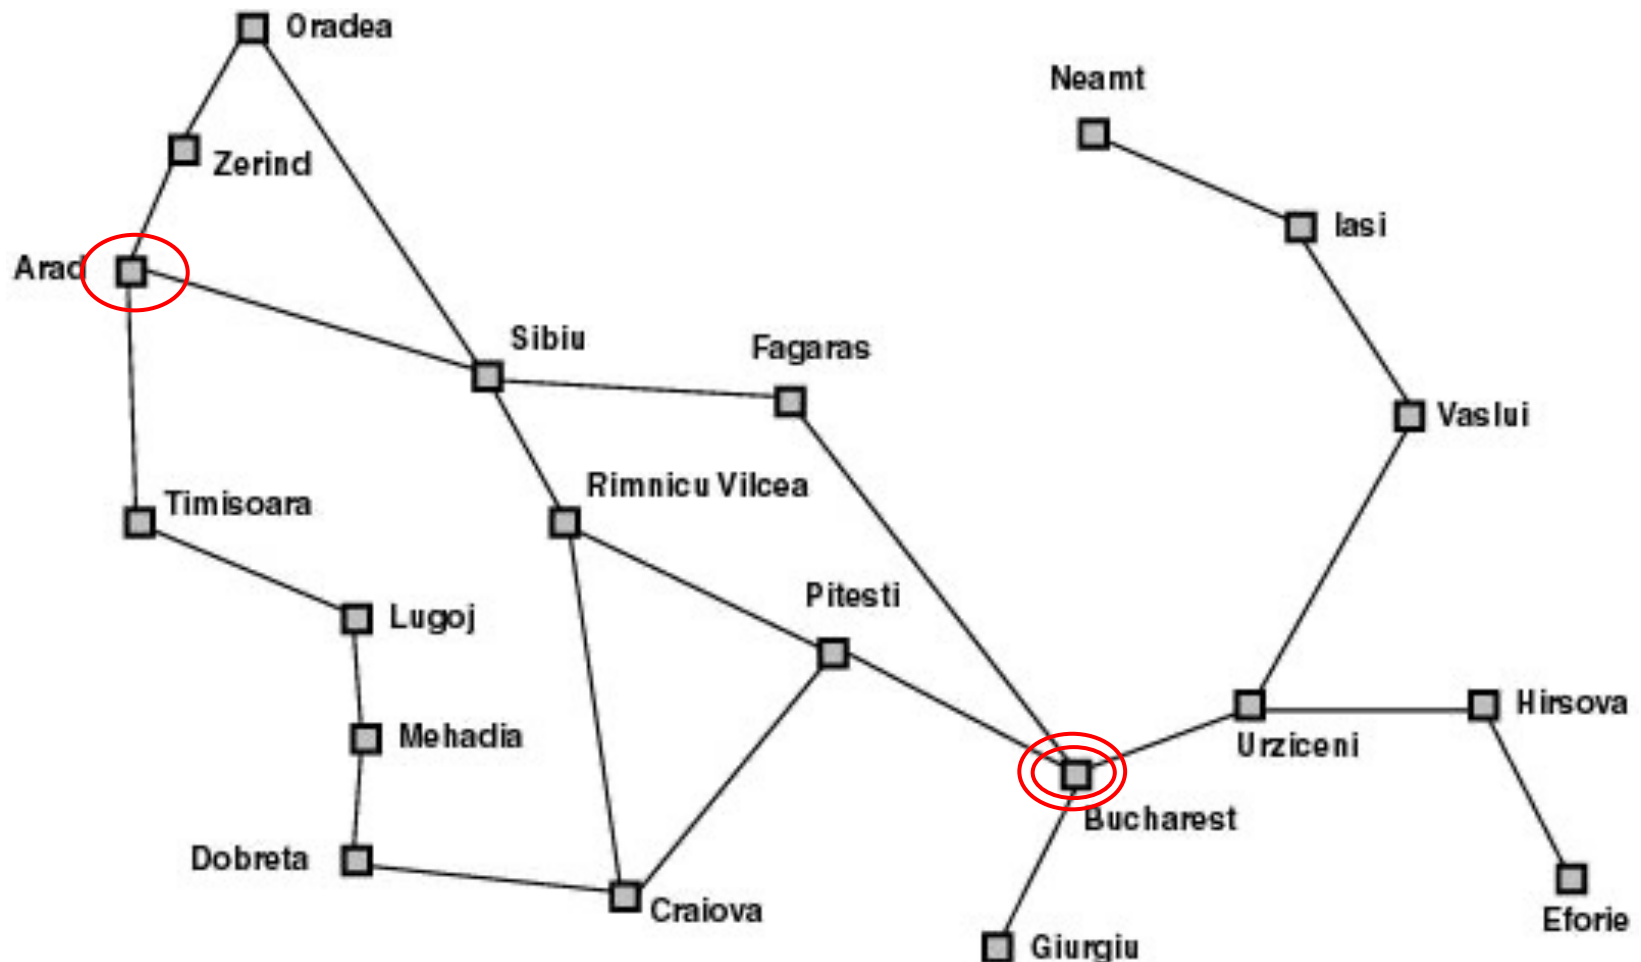 Oradea
Neamt
Zerind
Iasi
Arad
Sibiu
Fagaras
Vaslui
Timisoara
Rimnicu Vilcea
Pitesti
Lugoj
Hirsova
Mehadia
Urziceni
Bucharest
Dobreta
Craiova
Eforie
Giurgiu